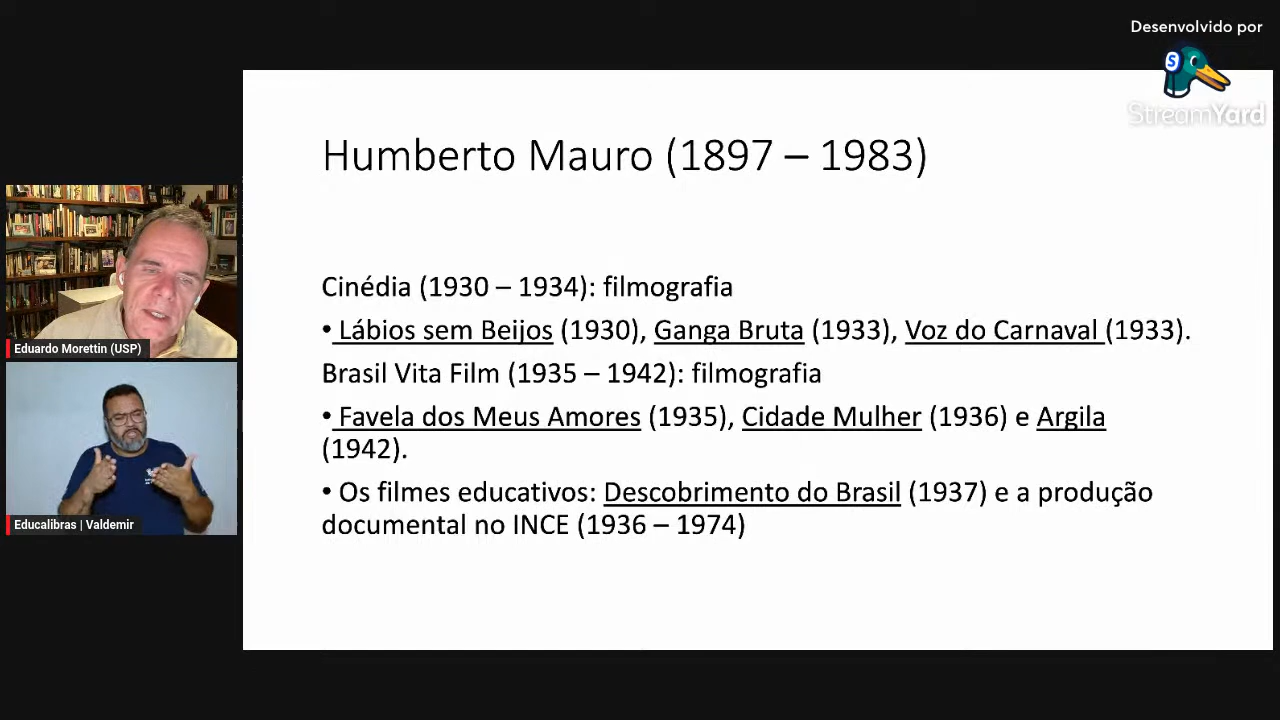 Desenvolvido por
StreamYard
Humberto Mauro (1897 – 1983)
Cinédia (1930 – 1934): filmografia
• Lábios sem Beijos (1930), Ganga Bruta (1933), Voz do Carnaval (1933).
Brasil Vita Film (1935 – 1942): filmografia
• Favela dos Meus Amores (1935), Cidade Mulher (1936) e Argila
(1942).
• Os filmes educativos: Descobrimento do Brasil (1937) e a produção
documental no INCE (1936 – 1974)
Eduardo Morettin (USP)
Educalibras | Valdemir